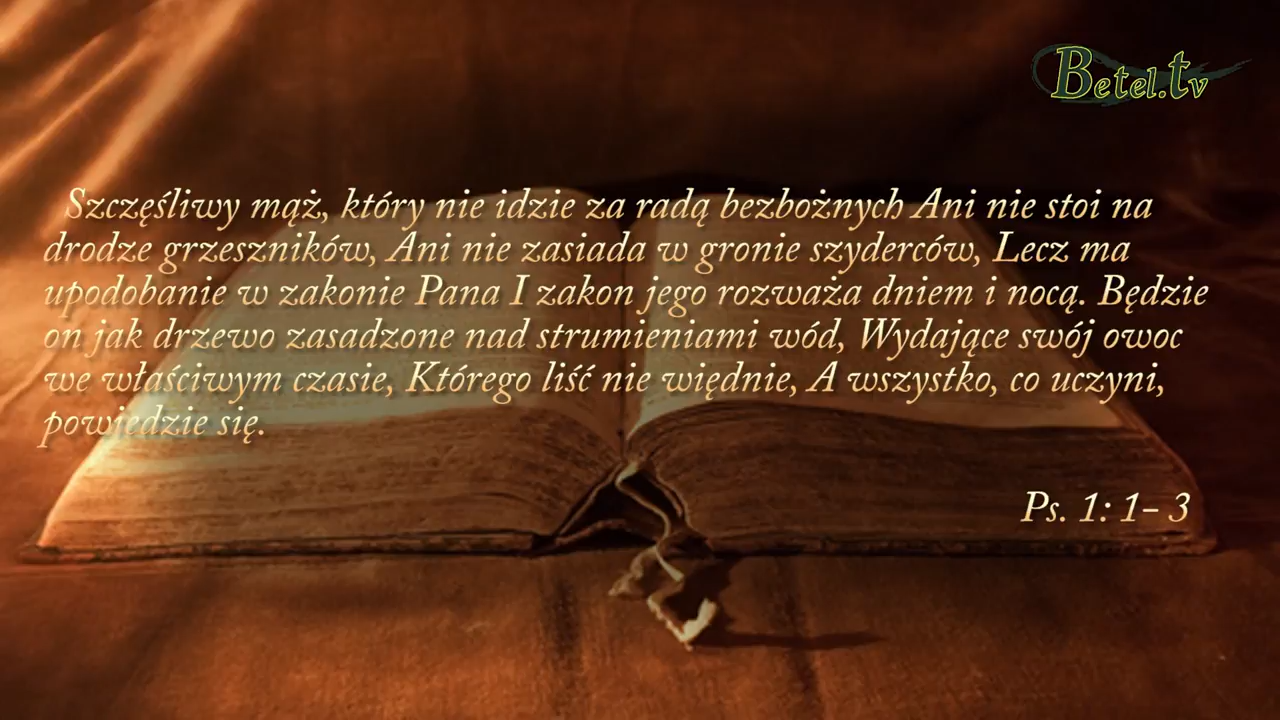 Betel.tv
Szczęśliwy mąż, który nie idzie za radą bezbożnych Ani nie stoi na
drodze grzeszników, Ani nie zasiada w gronie szyderców, Lecz ma
upodobanie w zakonie Pana I zakon jego rozważa dniem i nocą. Będzie
on jak drzewo zasadzone nad strumieniami wód, Wydające swój owoc
we właściwym czasie, Którego liść nie więdnie, A wszystko, co uczyni,
powiedzie się.
Ps. 1: 1- 3